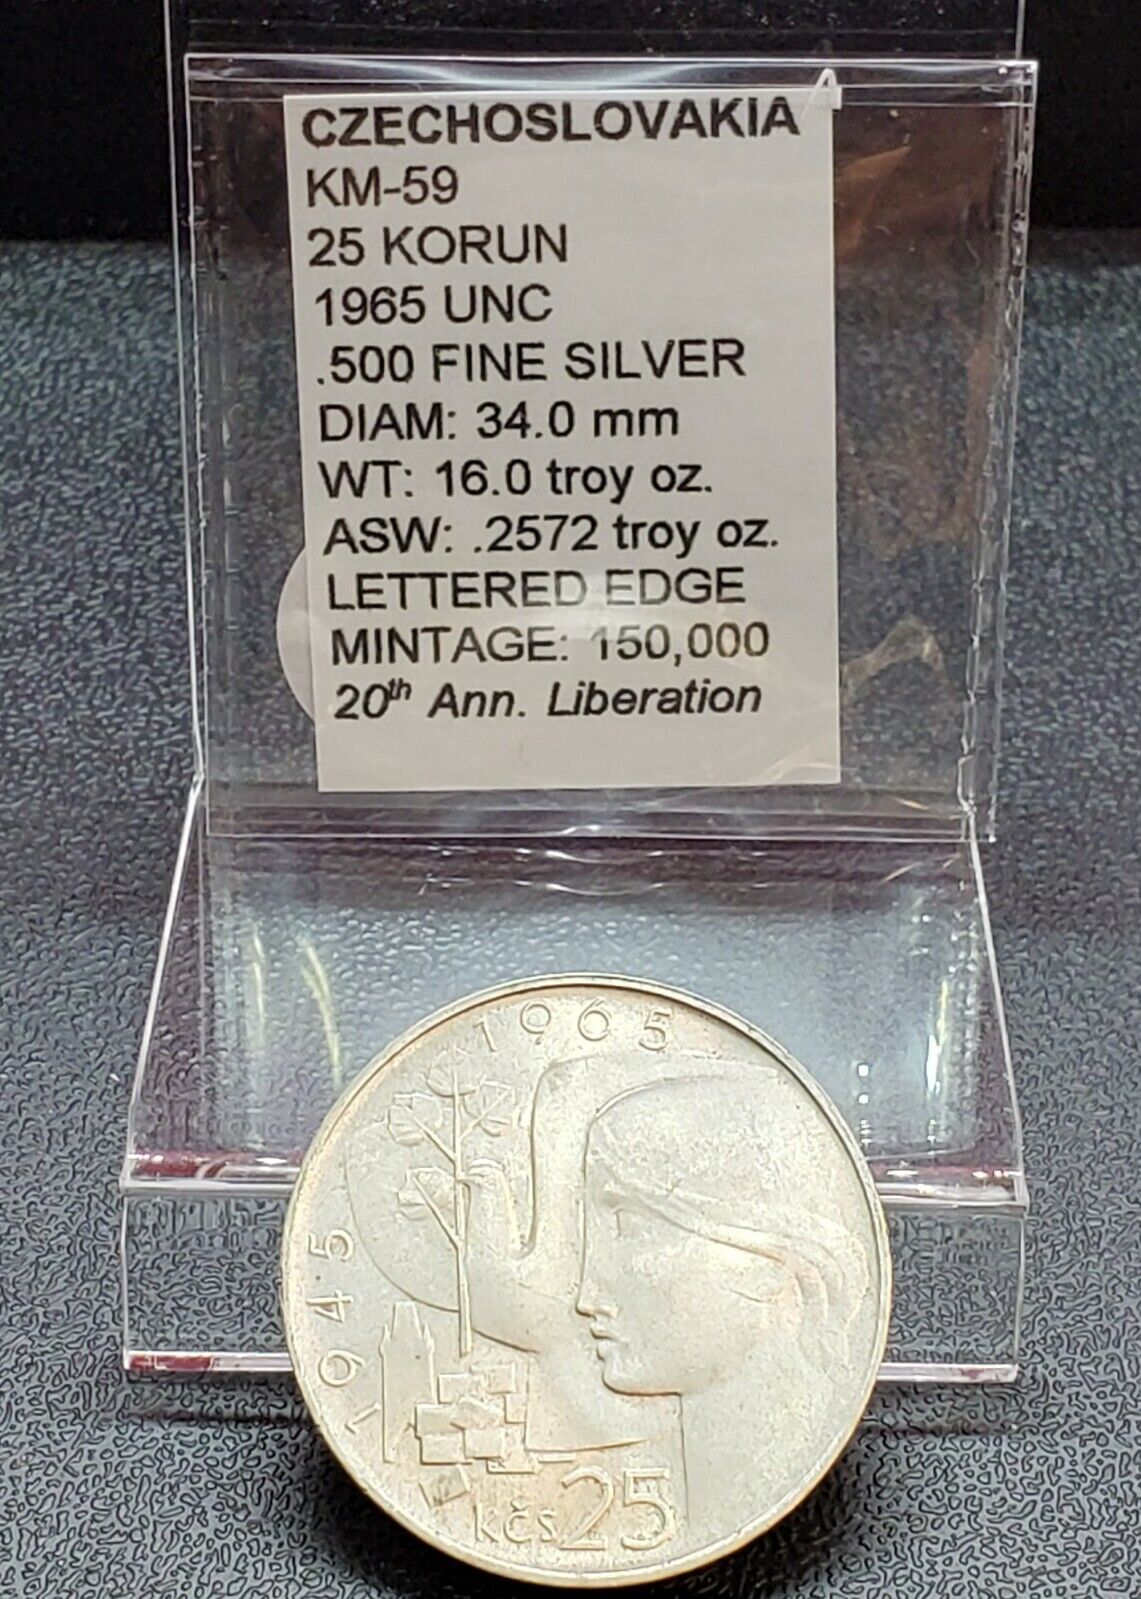 CZECHOSLOVAKIA
KM-59
25 KORUN
1965 UNC
.500 FINE SILVER
DIAM: 34.0 mm
WT: 16.0 troy oz.
ASW: .2572 troy oz.
LETTERED EDGE
MINTAGE: 150,000
20th Ann. Liberation
1965
1945
kčs 25